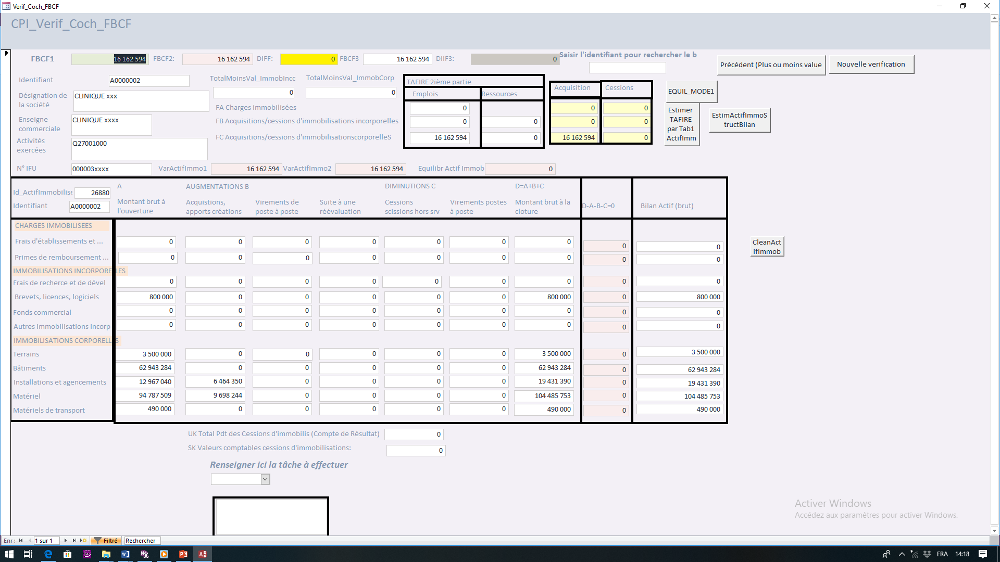 Verif_Coch_FBCF
CPI_Verif_Coch_FBCF
FBCF1 16 162 594 FBCF2: 16 162 594 DIFF: 0 FBCF3 16 162 594 DIIF3: 0 Saisir l'identifiant pour rechercher le b
Précédent (Plus ou moins value
Nouvelle verification
Identifiant A0000002 TotalMoinsVal_ImmobIncc TotalMoinsVal_ImmobCorp
0 0
TAFIRE 2ième partie
Emplois Ressources
Acquisition Cessions
EQUIL_MODE1
Désignation de
la société
CLINIQUE xxx
FA Charges immobilisées 0 0 0
FB Acquisitions/cessions d'immobilisations incorporelles 0 0 0 0
FC Acquisitions/cessions d'immobilisationscorporelleS 16 162 594 0 16 162 594 0
Estimer
TAFIRE
par Tab1
ActifImm
EstimActifImmoS
tructBilan
Enseigne
commerciale
CLINIQUE xxxx
Activités
exercées
Q27001000
N° IFU 000003xxxx VarActifImmo1 16 162 594 VarActifImmo2 16 162 594 Equilibr Actif Immob 0
Id_ActifImmobilise 26880
Identifiant A0000002
A AUGMENTATIONS B DIMINUTIONS C D=A+B+C
Montant brut à
l'ouverture
Acquistions,
apports créations
Virements de
poste à poste
Suite à une
réévaluation
Cessions
scissions hors srv
Virements postes
à poste
Montant brut à la
cloture
D-A-B-C=0
Bilan Actif (brut)
CHARGES IMMOBILISEES
Frais d'établissements et ... 0 0 0 0 0 0 0 0 0
Primes de remboursement ... 0 0 0 0 0 0 0 0 0
IMMOBILISATIONS INCORPORELLES
Frais de recherce et de dével 0 0 0 0 0 0 0 0 0
Brevets, licences, logiciels 800 000 0 0 0 0 0 800 000 0 800 000
Fonds commercial 0 0 0 0 0 0 0 0 0
Autres immobilisations incorp 0 0 0 0 0 0 0 0 0
IMMOBILISATIONS CORPORELLES
Terrains 3 500 000 0 0 0 0 0 3 500 000 0 3 500 000
Bâtiments 62 943 284 0 0 0 0 0 62 943 284 0 62 943 284
Installations et agencements 12 967 040 6 464 350 0 0 0 0 19 431 390 0 19 431 390
Matériel 94 787 509 9 698 244 0 0 0 0 104 485 753 0 104 485 753
Matériels de transport 490 000 0 0 0 0 0 490 000 0 490 000
CleanAct
ifImmob
UK Total Pdt des Cessions d'immobilis (Compte de Résultat) 0
SK Valeurs comptables cessions d'immobilisations: 0
Renseigner ici la tâche à effectuer
Activer Windows
Accédez aux paramètres pour activer Windows.
Enr : 1 sur 1 Filtré Rechercher
FRA 14:18